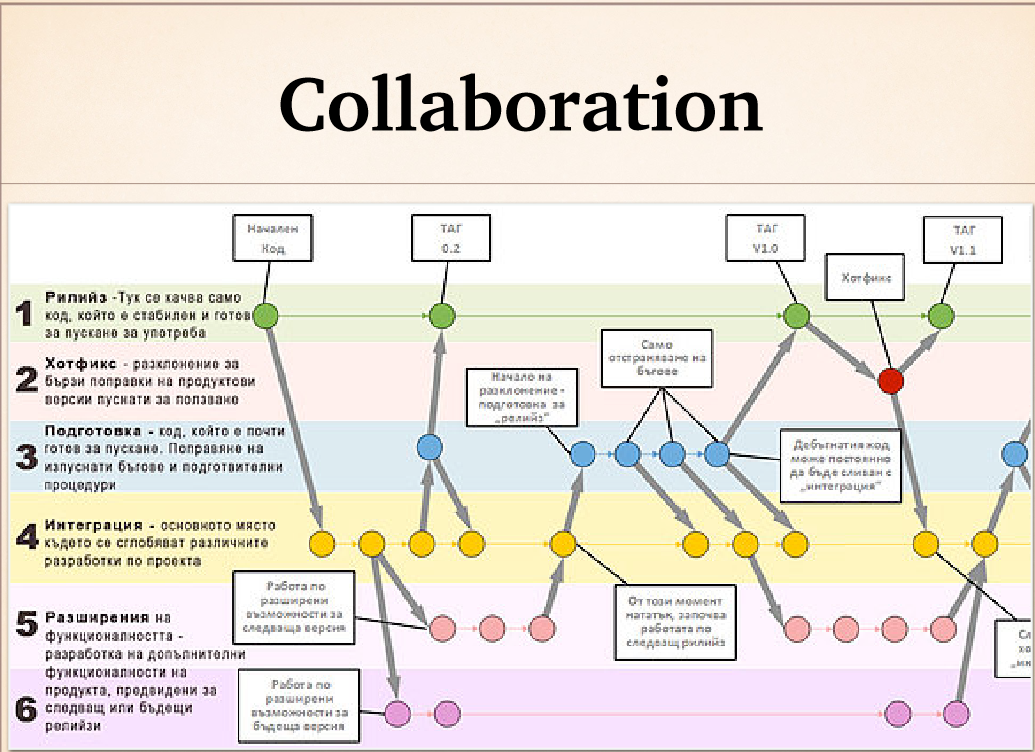 Collaboration
Начален
Код
ТАГ
0.2
ТАГ
V1.0
ТАГ
V1.1
Хотфикс
1
Рилийз -Тук се качва само
код, който е стабилен и готов
за пускане за употреба
2
Хотфикс - разклонение за
бързи поправки на продуктови
версии пуснати за ползване
Само
отстраняване на
бъгове
Начало на
разклонение -
подготовка за
„релийз“
3
Подготовка - код, който е почти
готов за пускане. Поправяне на
изпуснати бъгове и подготвителни
процедури
Дебъгнатия код
може постоянно
да бъде сливан с
„интеграция“
4
Интеграция - основното място
където се сглобяват различните
разработки по проекта
Работа по
разширени
възможности за
следваща версия
От този момент
нататък, започва
работата по
следващ рилийз
5
Разширения на
функционалността -
разработка на допълнителни
функционалности на
продукта, предвидени за
следващ или бъдещи
релийзи
6
Работа по
разширени
възможности за
бъдеща версия